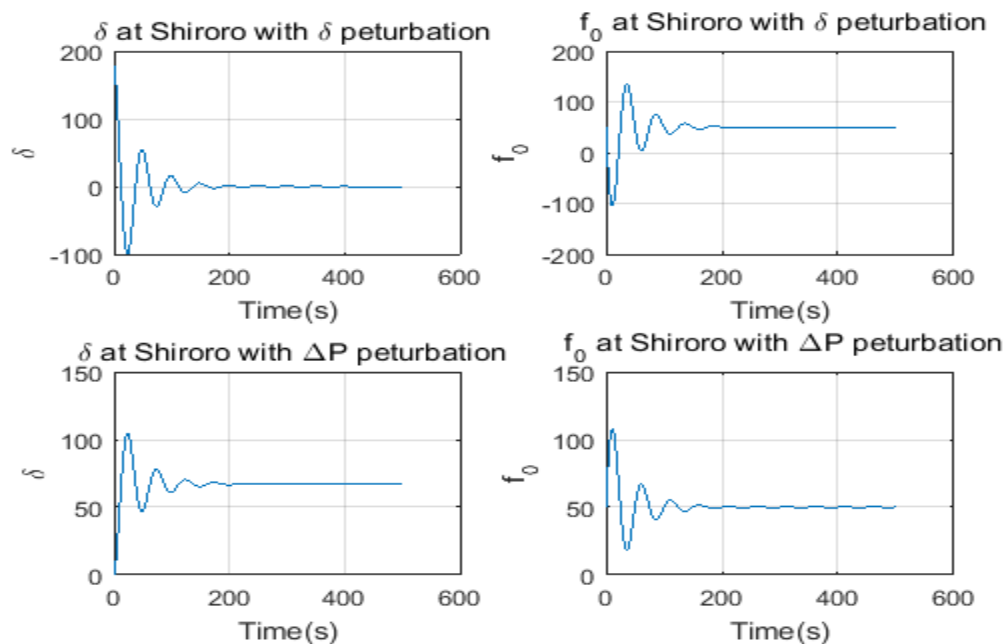 δ at Shiroro with δ peturbation
200
100
0
-100
δ
0
200
400
600
Time(s)
f₀ at Shiroro with δ peturbation
200
100
0
-100
-200
f₀
0
200
400
600
Time(s)
δ at Shiroro with ΔP peturbation
150
100
50
0
δ
0
200
400
600
Time(s)
f₀ at Shiroro with ΔP peturbation
150
100
50
0
f₀
0
200
400
600
Time(s)